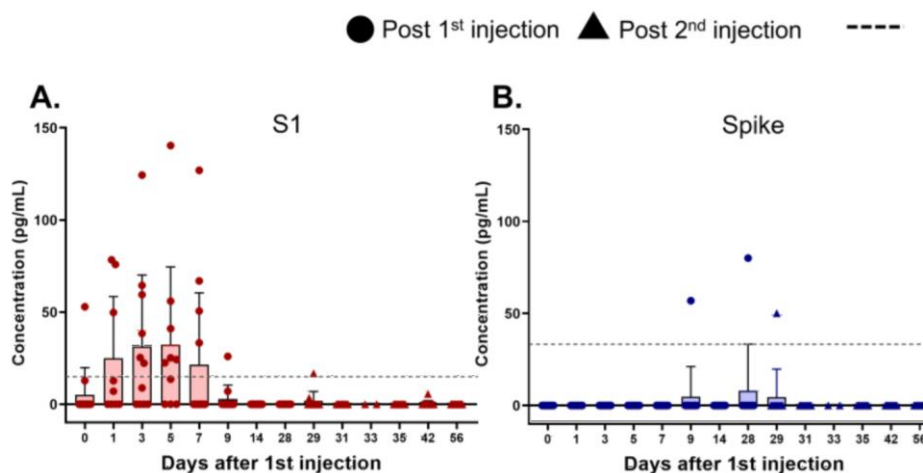 Post 1st injection Post 2nd injection
A.
S1
150
100
50
0
Concentration (pg/mL)
0 1 3 5 7 9 14 28 29 31 33 35 42 56
Days after 1st injection
B.
Spike
150
100
50
0
Concentration (pg/mL)
0 1 3 5 7 9 14 28 29 31 33 35 42 56
Days after 1st injection